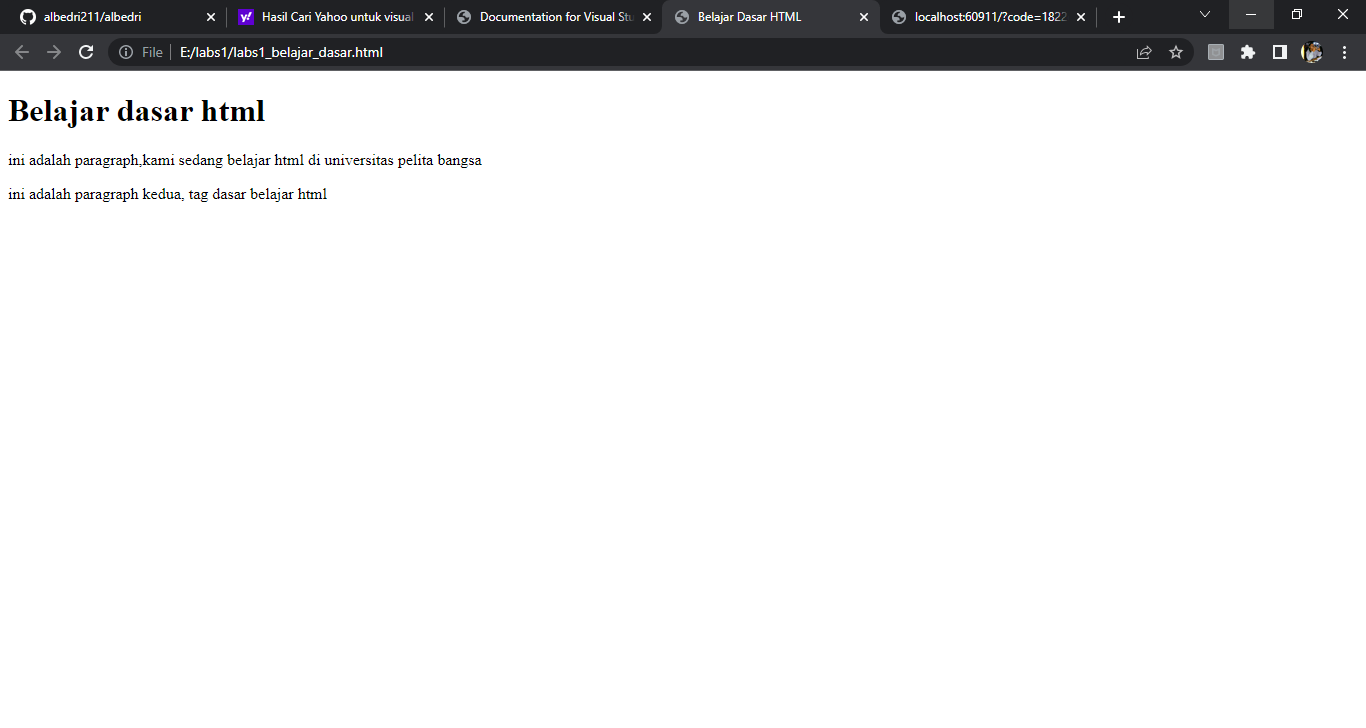 albedri211/albedri
Hasil Cari Yahoo untuk visual
Documentation for Visual Stu
Belajar Dasar HTML
localhost:60911/?code=1822
File
E:/labs1/labs1_belajar_dasar.html
Belajar dasar html
ini adalah paragraph,kami sedang belajar html di universitas pelita bangsa
ini adalah paragraph kedua, tag dasar belajar html